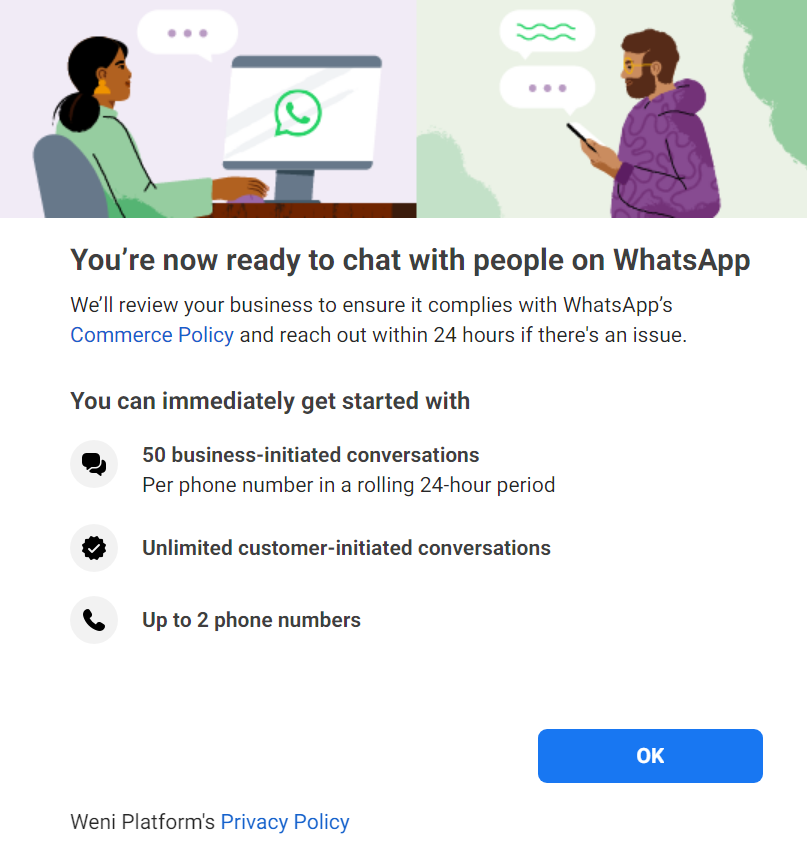 You’re now ready to chat with people on WhatsApp
We’ll review your business to ensure it complies with WhatsApp’s
Commerce Policy and reach out within 24 hours if there's an issue.
You can immediately get started with
50 business-initiated conversations
Per phone number in a rolling 24-hour period
Unlimited customer-initiated conversations
Up to 2 phone numbers
OK
Weni Platform's Privacy Policy